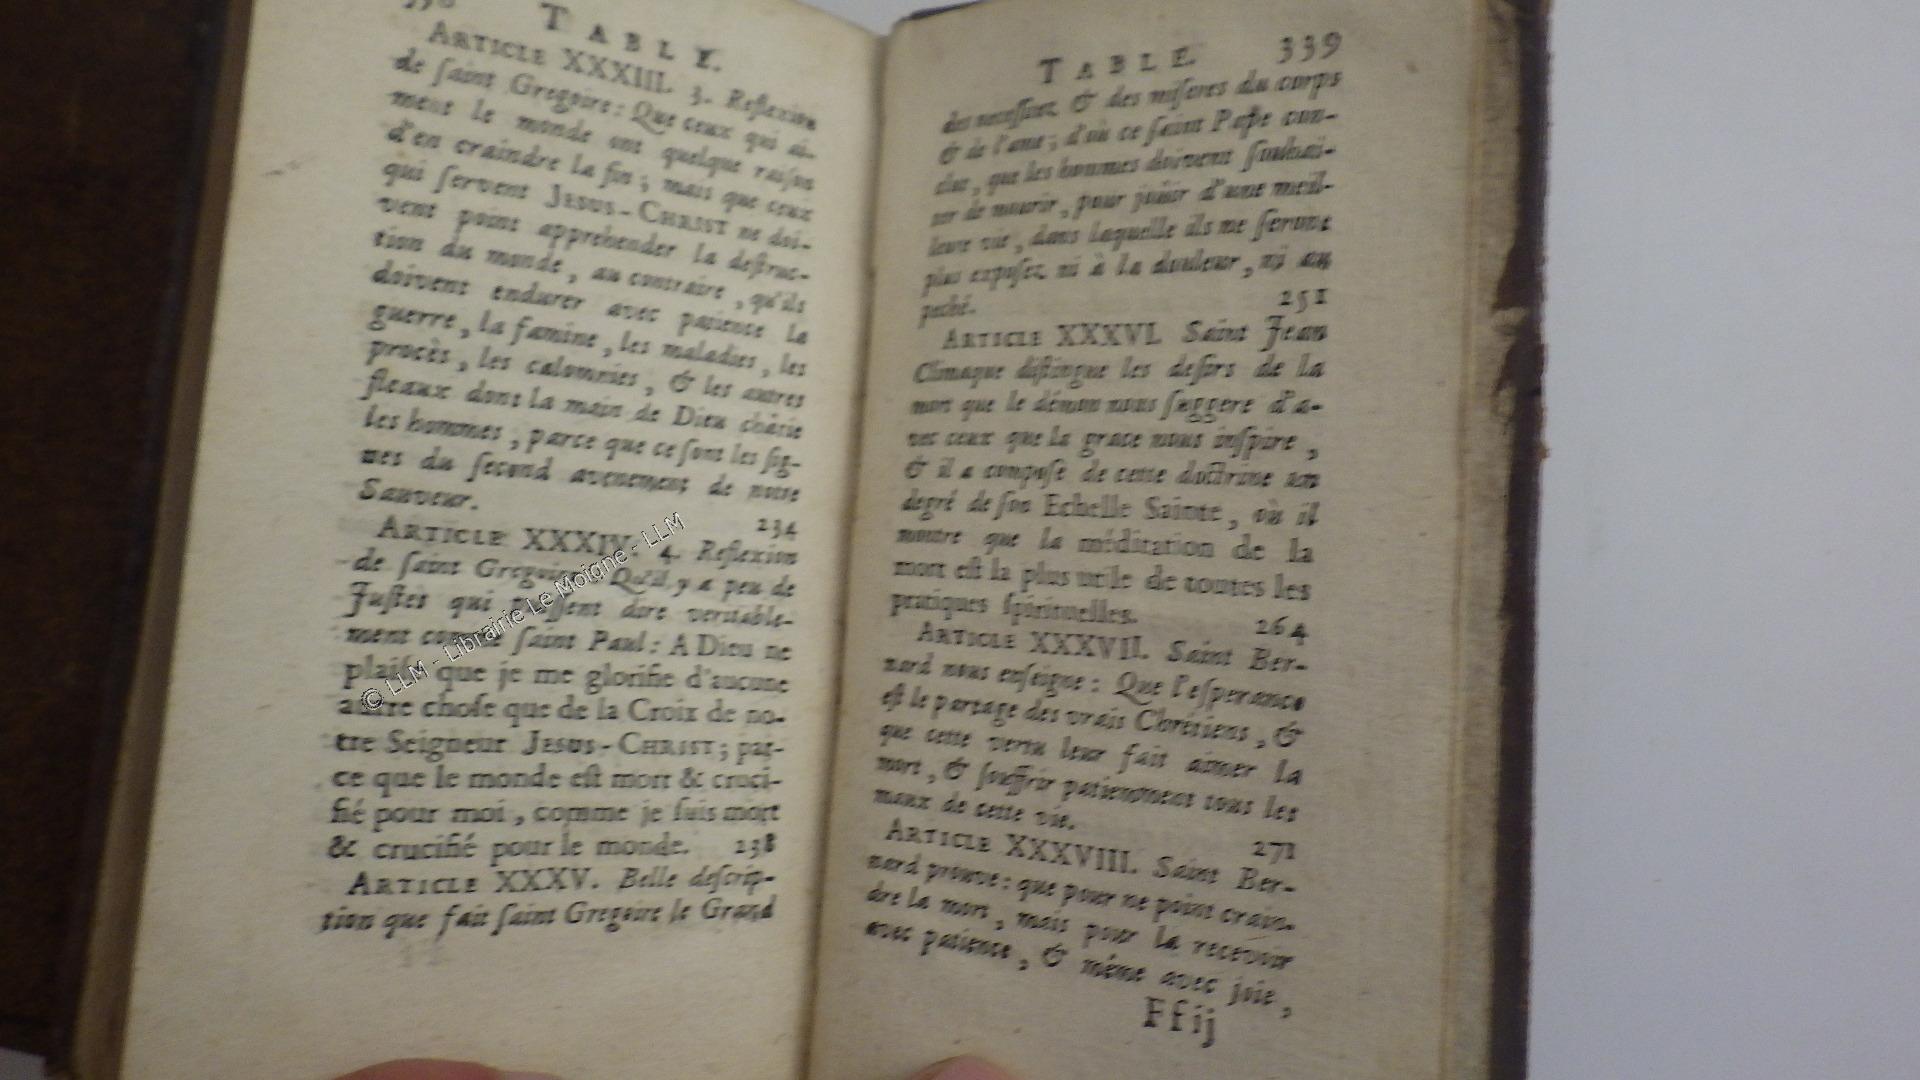 TABLE.
ARTICLE XXXIII. 3. Reflexion
de ſaint Gregoire: Que ceux qui ai-
ment le monde ont quelque raiſon
d'en craindre la fin; mais que ceux
qui ſervent JESUS-CHRIST ne doi-
vent point apprehender la deſtruc-
tion du monde, au contraire, qu'ils
doivent endurer avec patience la
guerre, la famine, les maladies, les
procès, les calomnies, & les autres
fleaux dont la main de Dieu châtie
les hommes, parce que ce ſont les ſig-
nes du ſecond avenement de notre
Sauveur. 234
ARTICLE XXXIV. 4. Reflexion
de ſaint Gregoire: Qu'il y a peu de
Juſtes qui puiſſent dire veritable-
ment comme ſaint Paul: A Dieu ne
plaiſe que je me glorifie d'aucune
autre choſe que de la Croix de no-
tre Seigneur JESUS-CHRIST; par-
ce que le monde eſt mort & cruci-
fié pour moi, comme je ſuis mort
& crucifié pour le monde. 238
ARTICLE XXXV. Belle deſcrip-
tion que fait ſaint Gregoire le Grand
© LLM - Librairie Le Moigne - LLM
TABLE. 339
des neceſſitez & des miſeres du corps
& de l'ame; d'où ce ſaint Pape con-
clut, que les hommes doivent ſouhai-
ter de mourir, pour joüir d'une meil-
leure vie, dans laquelle ils ne ſeront
plus expoſez ni à la douleur, ni au
peché. 251
ARTICLE XXXVI. Saint Jean
Climaque diſtingue les deſirs de la
mort que le démon nous ſuggere d'a-
vec ceux que la grace nous inſpire,
& il a compoſé de cette doctrine un
degré de ſon Echelle Sainte, où il
montre que la méditation de la
mort eſt la plus utile de toutes les
pratiques ſpirituelles. 264
ARTICLE XXXVII. Saint Ber-
nard nous enſeigne: Que l'eſperance
eſt le partage des vrais Chrétiens, &
que cette vertu leur fait aimer la
mort, & ſouffrir patiemment tous les
maux de cette vie. 271
ARTICLE XXXVIII. Saint Ber-
nard prouve: que pour ne point crain-
dre la mort, mais pour la recevoir
avec patience, & même avec joie,
Ffij